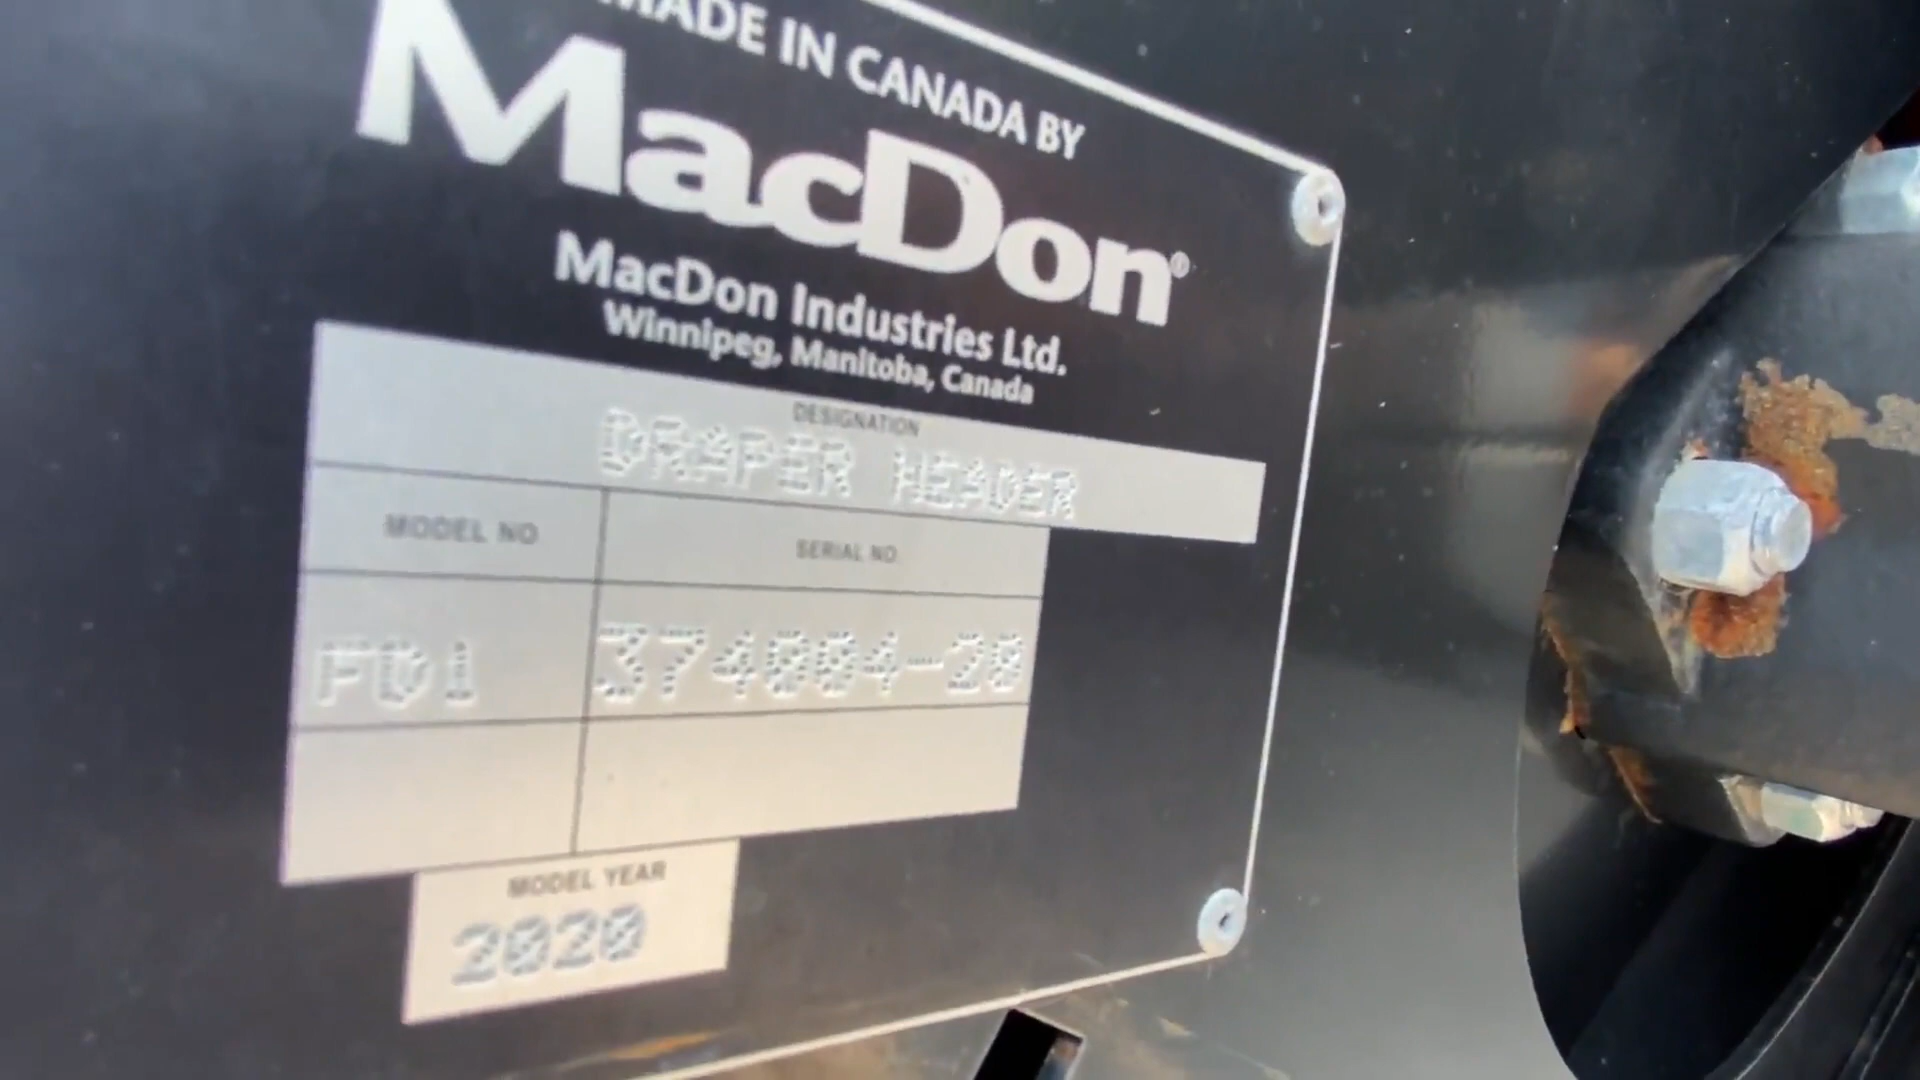 MADE IN CANADA BY
MacDon®
MacDon Industries Ltd.
Winnipeg, Manitoba, Canada
DESIGNATION
DRAPER HEADER
MODEL NO
SERIAL NO.
FD1
374004-20
MODEL YEAR
2020